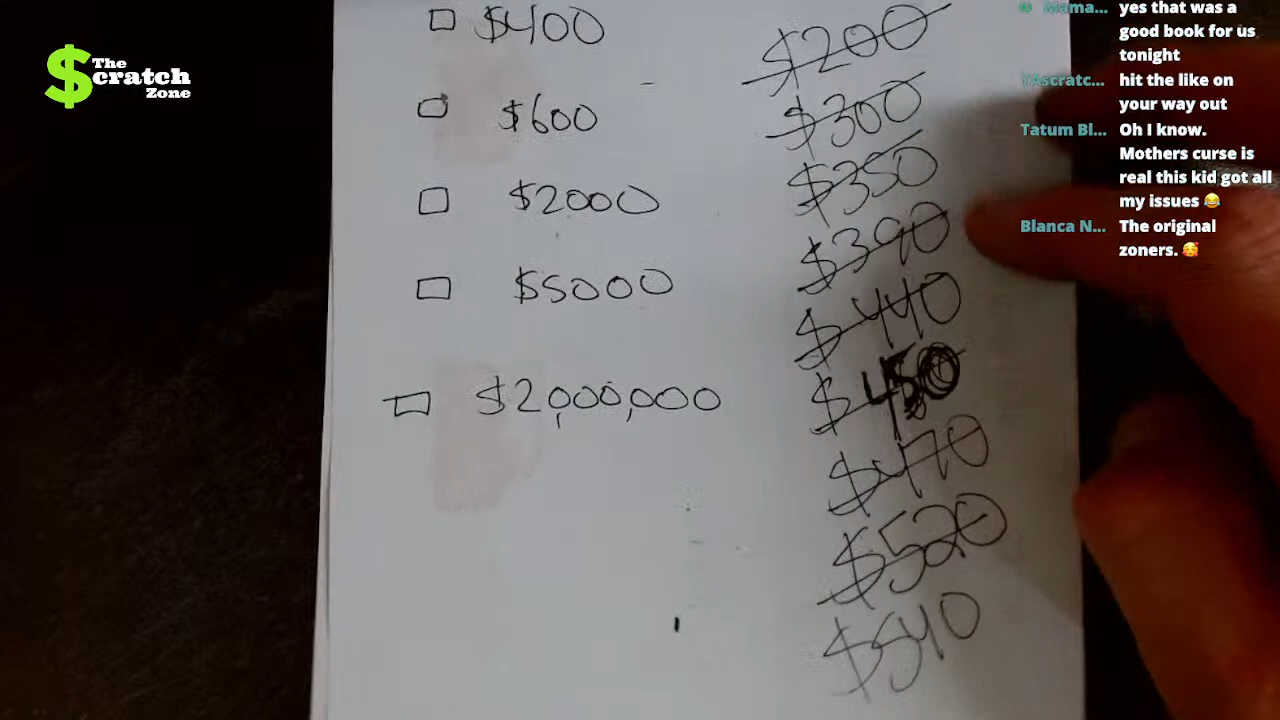 The
$cratch
Zone
☐ $400
☐ $600
☐ $2000
☐ $5000
☐ $2,000,000
$200
$300
$350
$390
$440
$450
$470
$520
$540
Mama... yes that was a
good book for us
tonight
hit the like on
your way out
Tatum Bl... Oh I know.
Mothers curse is
real this kid got all
my issues 😂
Blanca N... The original
zoners. 🥰